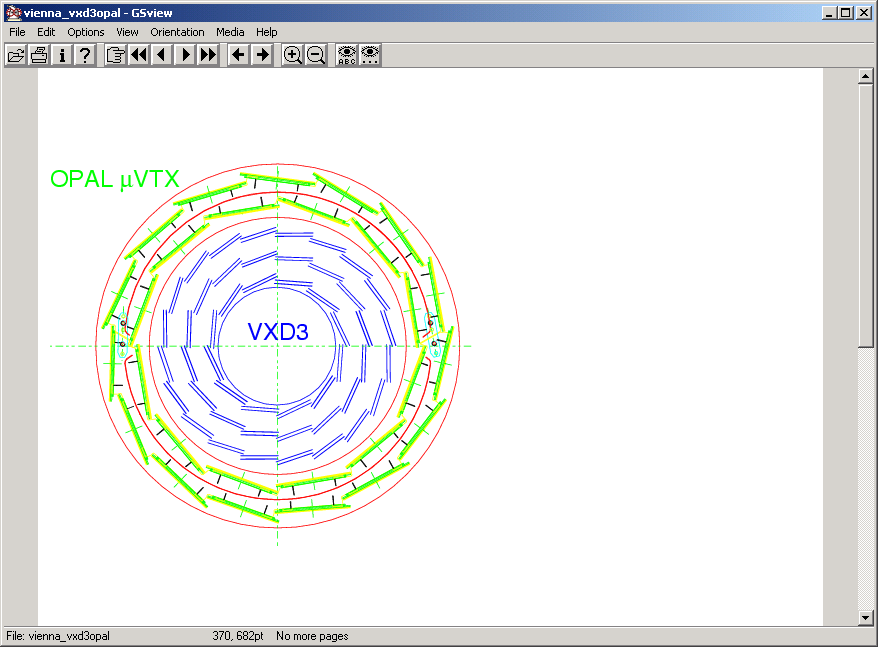 vienna_vxd3opal - GSview
File Edit Options View Orientation Media Help
i ?
ABC
OPAL µVTX
VXD3
File: vienna_vxd3opal 370, 682pt No more pages